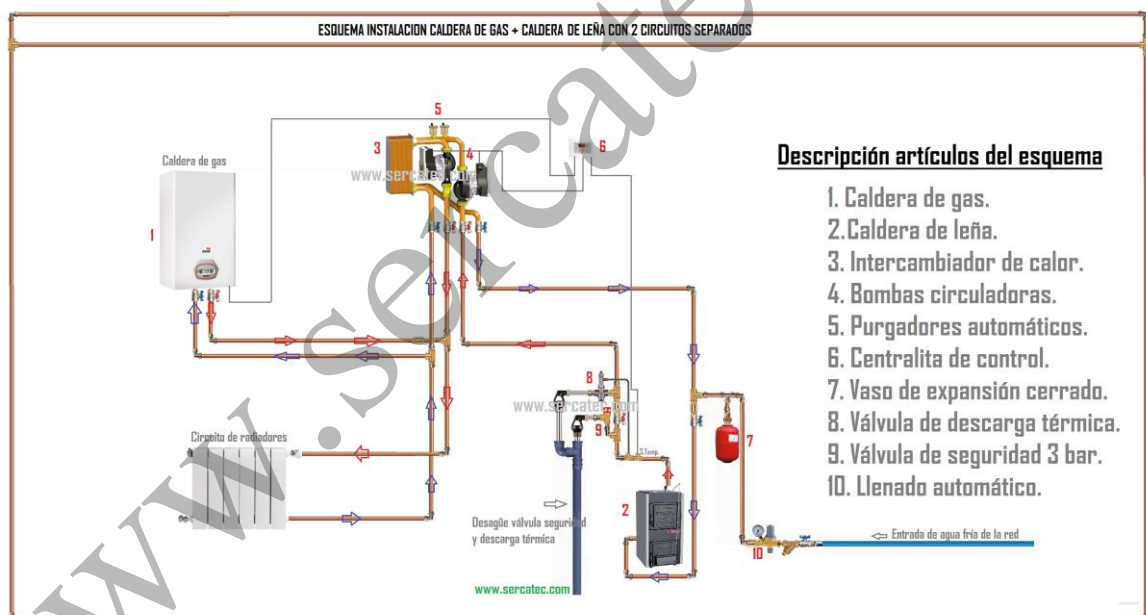 ESQUEMA INSTALACION CALDERA DE GAS + CALDERA DE LEÑA CON 2 CIRCUITOS SEPARADOS
Caldera de gas
1
3
5
4
6
www.sercatec.com
Descripción artículos del esquema
1. Caldera de gas.
2.Caldera de leña.
3. Intercambiador de calor.
4. Bombas circuladoras.
5. Purgadores automáticos.
6. Centralita de control.
7. Vaso de expansión cerrado.
8. Válvula de descarga térmica.
9. Válvula de seguridad 3 bar.
10. Llenado automático.
8
www.sercatec.com
9
S.Temp.
7
Circuito de radiadores
2
Desagüe válvula seguridad
y descarga térmica
10
Entrada de agua fría de la red
www.sercatec.com
www.sercatec